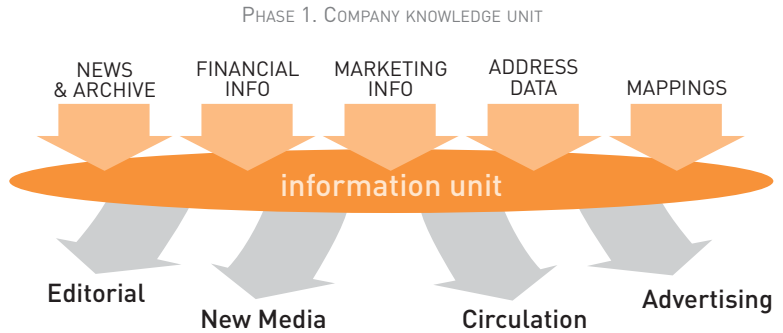 PHASE 1. COMPANY KNOWLEDGE UNIT
NEWS
& ARCHIVE
FINANCIAL
INFO
MARKETING
INFO
ADDRESS
DATA
MAPPINGS
information unit
Editorial
New Media
Circulation
Advertising